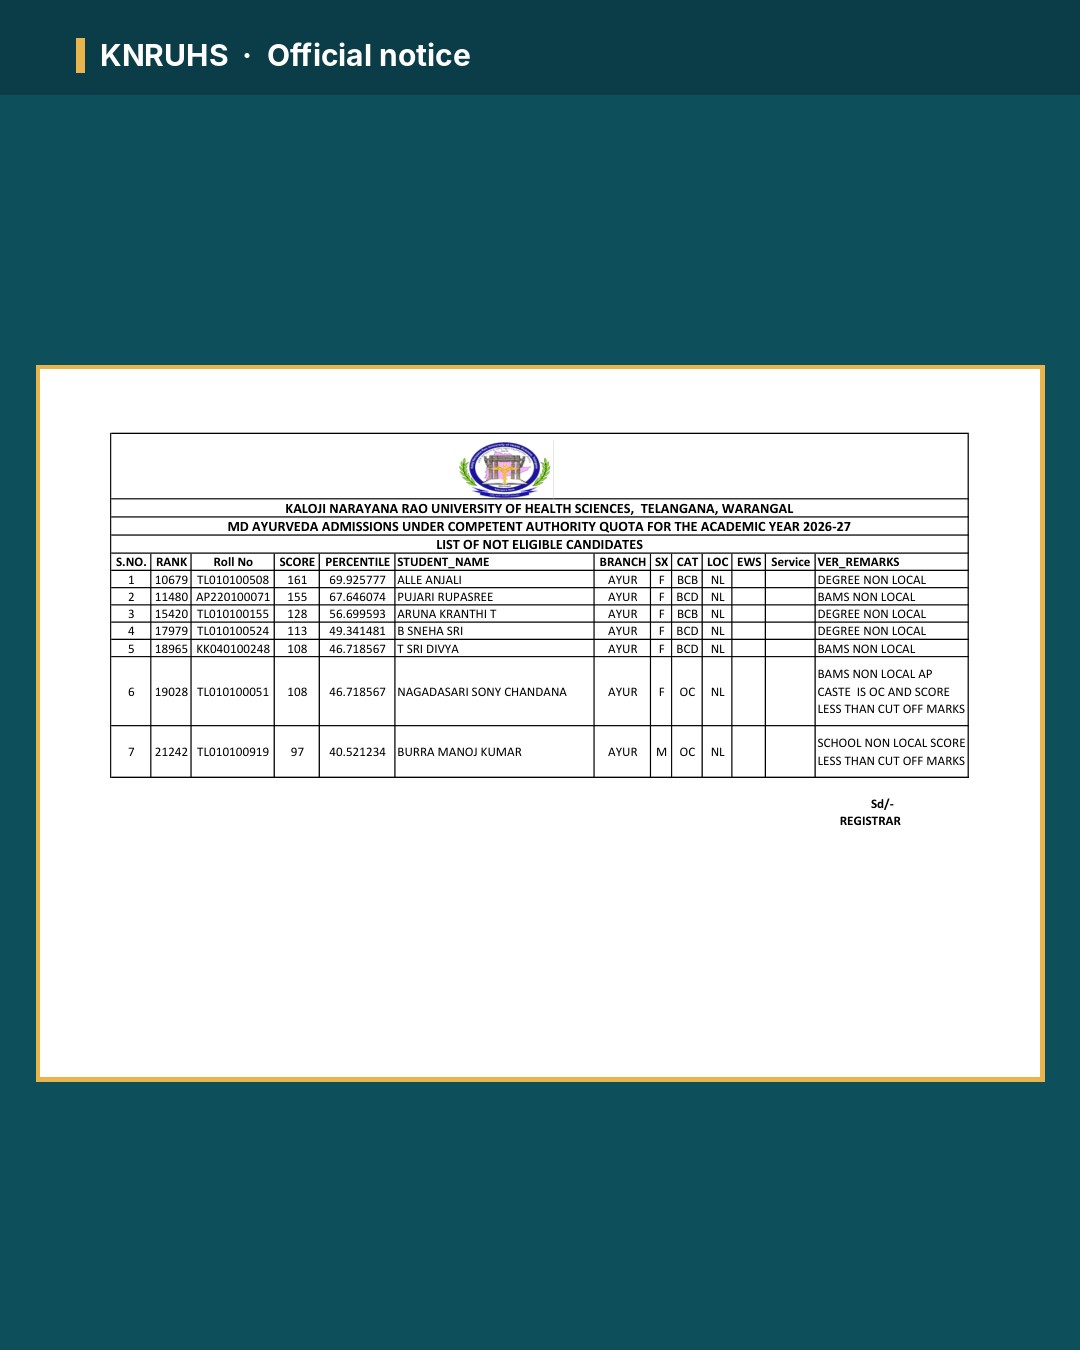 KNRUHS · Official notice
KALOJI NARAYANA RAO UNIVERSITY OF HEALTH SCIENCES, TELANGANA, WARANGAL
MD AYURVEDA ADMISSIONS UNDER COMPETENT AUTHORITY QUOTA FOR THE ACADEMIC YEAR 2026-27
LIST OF NOT ELIGIBLE CANDIDATES
S.NO. RANK Roll No SCORE PERCENTILE STUDENT_NAME BRANCH SX CAT LOC EWS Service VER_REMARKS
1 10679 TL010100508 161 69.925777 ALLE ANJALI AYUR F BCB NL DEGREE NON LOCAL
2 11480 AP220100071 155 67.646074 PUJARI RUPASREE AYUR F BCD NL BAMS NON LOCAL
3 15420 TL010100155 128 56.699593 ARUNA KRANTHI T AYUR F BCB NL DEGREE NON LOCAL
4 17979 TL010100524 113 49.341481 B SNEHA SRI AYUR F BCD NL DEGREE NON LOCAL
5 18965 KK040100248 108 46.718567 T SRI DIVYA AYUR F BCD NL BAMS NON LOCAL
6 19028 TL010100051 108 46.718567 NAGADASARI SONY CHANDANA AYUR F OC NL BAMS NON LOCAL AP
CASTE IS OC AND SCORE
LESS THAN CUT OFF MARKS
7 21242 TL010100919 97 40.521234 BURRA MANOJ KUMAR AYUR M OC NL SCHOOL NON LOCAL SCORE
LESS THAN CUT OFF MARKS
Sd/-
REGISTRAR